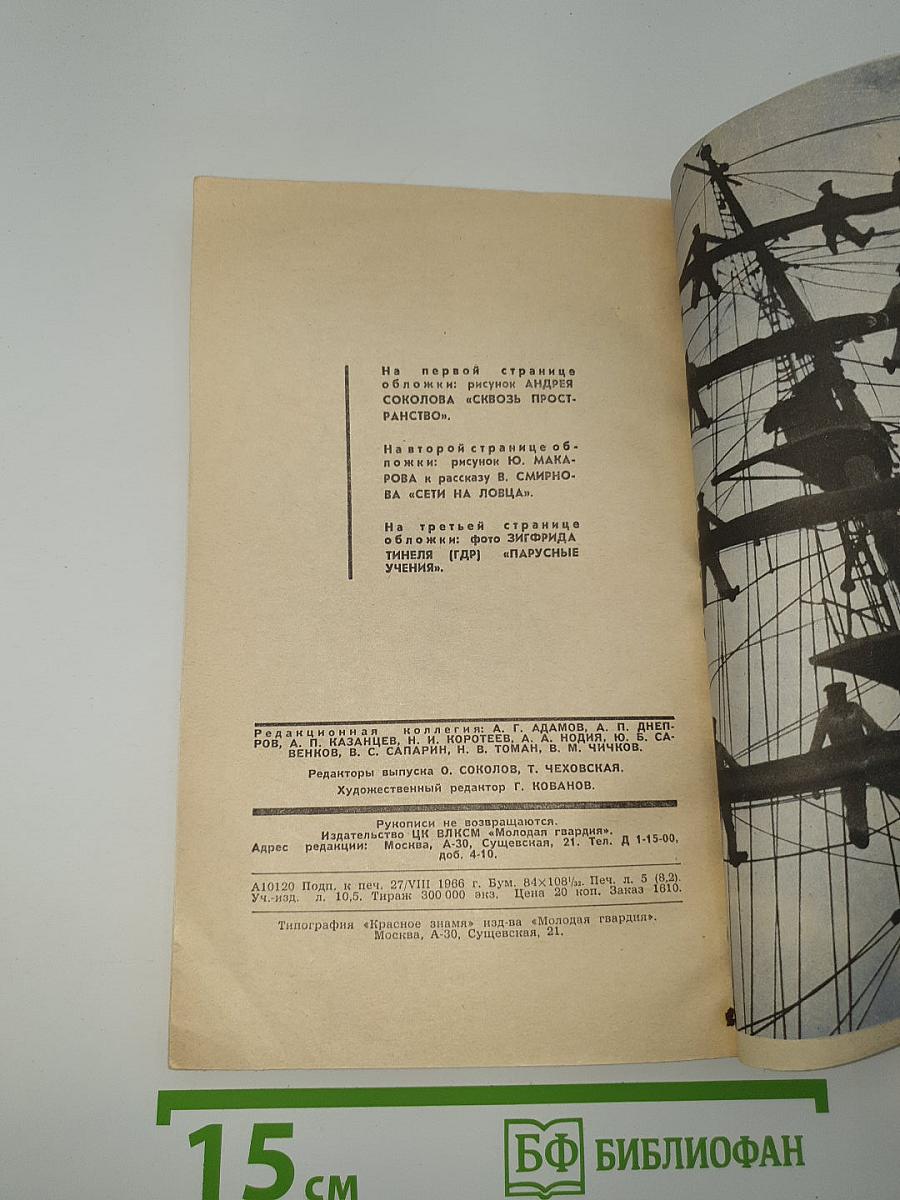 На первой странице
обложки: рисунок АНДРЕЯ
СОКОЛОВА «СКВОЗЬ ПРОСТ-
РАНСТВО».
На второй странице об-
ложки: рисунок Ю. МАКА-
РОВА к рассказу В. СМИРНО-
ВА «СЕТИ НА ЛОВЦА».
На третьей странице
обложки: фото ЗИГФРИДА
ТИНЕЛЯ (ГДР) «ПАРУСНЫЕ
УЧЕНИЯ».
Редакционная коллегия: А. Г. АДАМОВ, А. П. ДНЕП-
РОВ, А. П. КАЗАНЦЕВ, Н. И. КОРОТЕЕВ, А. А. НОДИЯ, Ю. Б. СА-
ВЕНКОВ, В. С. САПАРИН, Н. В. ТОМАН, В. М. ЧИЧКОВ.
Редакторы выпуска О. СОКОЛОВ, Т. ЧЕХОВСКАЯ.
Художественный редактор Г. КОВАНОВ.
Рукописи не возвращаются.
Издательство ЦК ВЛКСМ «Молодая гвардия».
Адрес редакции: Москва, А-30, Сущевская, 21. Тел. Д 1-15-00,
доб. 4-10.
А10120 Подп. к печ. 27/VIII 1966 г. Бум. 84×108¹/₃₂. Печ. л. 5 (8,2).
Уч.-изд. л. 10,5. Тираж 300 000 экз. Цена 20 коп. Заказ 1610.
Типография «Красное знамя» изд-ва «Молодая гвардия».
Москва, А-30, Сущевская, 21.
15 см
БФ БИБЛИОФАН